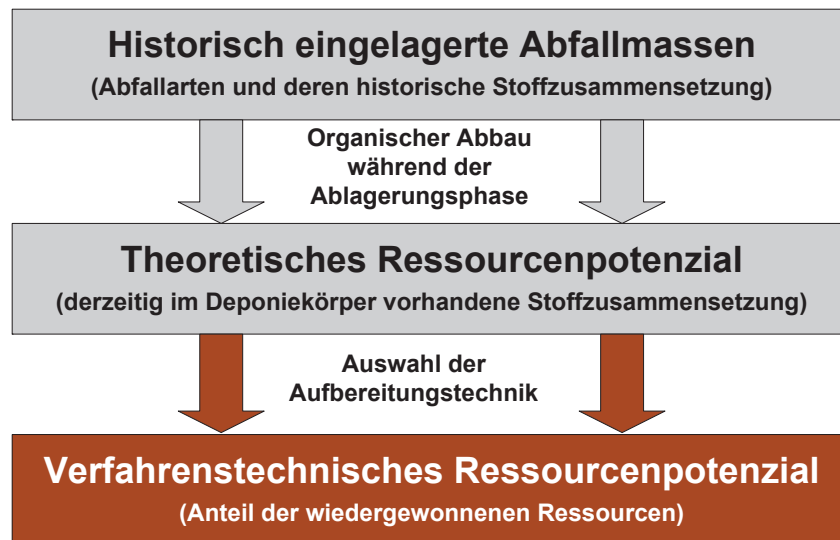 Historisch eingelagerte Abfallmassen
(Abfallarten und deren historische Stoffzusammensetzung)
Organischer Abbau
während der
Ablagerungsphase
Theoretisches Ressourcenpotenzial
(derzeitig im Deponiekörper vorhandene Stoffzusammensetzung)
Auswahl der
Aufbereitungstechnik
Verfahrenstechnisches Ressourcenpotenzial
(Anteil der wiedergewonnenen Ressourcen)